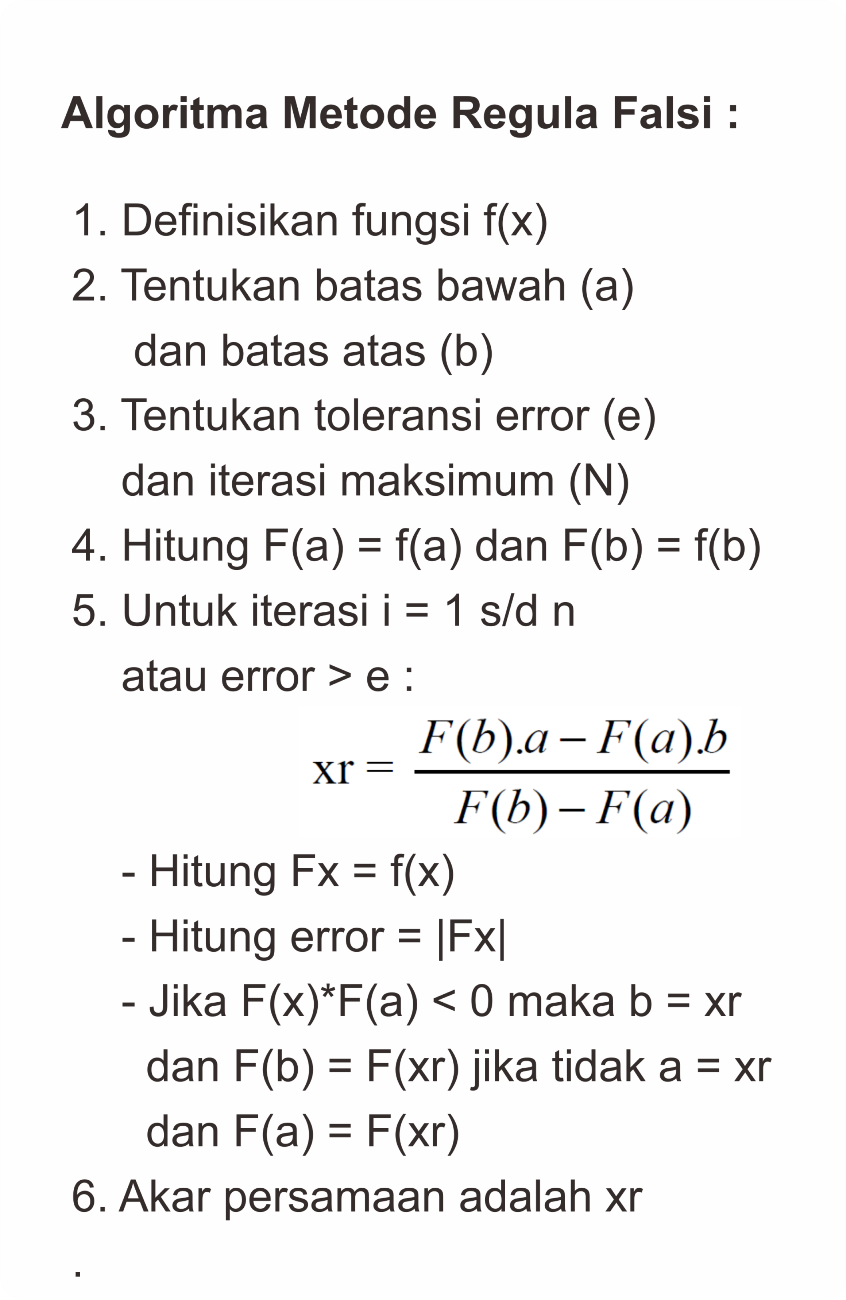 Algoritma Metode Regula Falsi :
1. Definisikan fungsi f(x)
2. Tentukan batas bawah (a)
dan batas atas (b)
3. Tentukan toleransi error (e)
dan iterasi maksimum (N)
4. Hitung F(a) = f(a) dan F(b) = f(b)
5. Untuk iterasi i = 1 s/d n
atau error > e :
F(b).a – F(a).b
xr =
F(b) – F(a)
- Hitung Fx = f(x)
- Hitung error = |Fx|
- Jika F(x)*F(a) < 0 maka b = xr
dan F(b) = F(xr) jika tidak a = xr
dan F(a) = F(xr)
6. Akar persamaan adalah xr
.